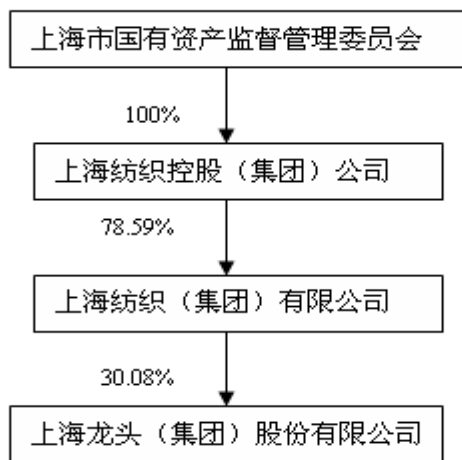 上海市国有资产监督管理委员会
100%
上海纺织控股（集团）公司
78.59%
上海纺织（集团）有限公司
30.08%
上海龙头（集团）股份有限公司